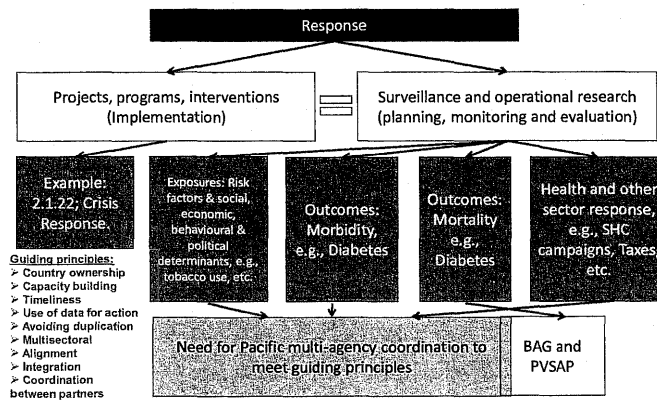 Response
Projects, programs, interventions
(Implementation)
Surveillance and operational research
(planning, monitoring and evaluation)
Example:
2.1.22; Crisis
Response.
Exposures: Risk
factors & social,
economic,
behavioural &
political
determinants, e.g.,
tobacco use, etc.
Outcomes:
Morbidity,
e.g., Diabetes
Outcomes:
Mortality
e.g.,
Diabetes
Health and other
sector response,
e.g., SHC
campaigns, Taxes,
etc.
Guiding principles:
➢ Country ownership
➢ Capacity building
➢ Timeliness
➢ Use of data for action
➢ Avoiding duplication
➢ Multisectoral
➢ Alignment
➢ Integration
➢ Coordination
between partners
Need for Pacific multi-agency coordination to
meet guiding principles
BAG and
PVSAP